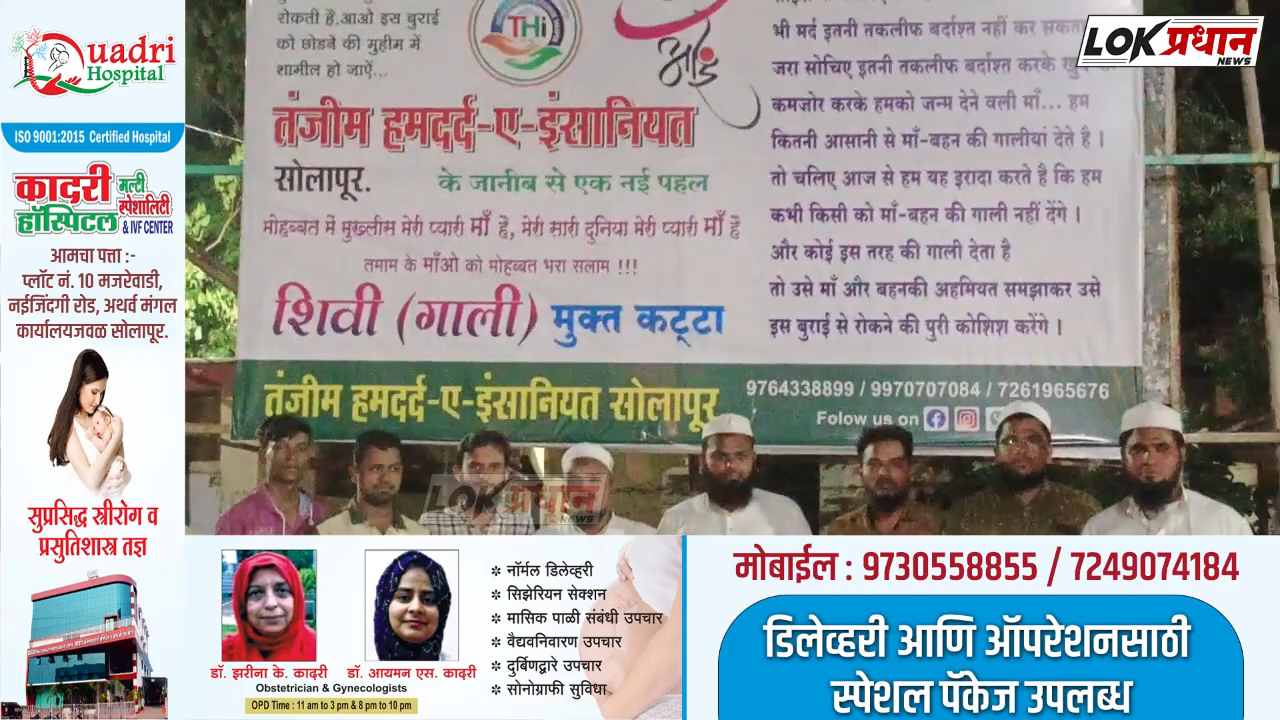 Quadri
Hospital
ISO 9001:2015 Certified Hospital
कादरी मल्टी
स्पेशालिटी
हॉस्पिटल & IVF CENTER
आमचा पत्ता :-
प्लॉट नं. 10 मजरेवाडी,
नईजिंदगी रोड, अथर्व मंगल
कार्यालयजवळ सोलापूर.
सुप्रसिद्ध स्त्रीरोग व
प्रसुतिशास्त्र तज्ञ
रोकती है.आओ इस बुराई
को छोडने की मुहीम में
शामील हो जाऐं...
THi
आई
तंजीम हमदर्द-ए-इंसानियत
सोलापूर. के जानीब से एक नई पहल
मोहब्बत में मुख्लीस मेरी प्यारी माँ है, मेरी सारी दुनिया मेरी प्यारी माँ है
तमाम के माँओ को मोहब्बत भरा सलाम !!!
शिवी (गाली) मुक्त कट्टा
भी मर्द इतनी तकलीफ बर्दाश्त नहीं कर
जरा सोचिए इतनी तकलीफ बर्दाश्त करके
कमजोर करके हमको जन्म देने वली माँ... हम
कितनी आसानी से माँ-बहन की गालीयां देते है ।
तो चलिए आज से हम यह इरादा करते है कि हम
कभी किसी को माँ-बहन की गाली नहीं देंगे ।
और कोई इस तरह की गाली देता है
तो उसे माँ और बहनकी अहमियत समझाकर उसे
इस बुराई से रोकने की पुरी कोशिश करेंगे ।
तंजीम हमदर्द-ए-इंसानियत सोलापूर
9764338899 / 9970707084 / 7261965676
Folow us on
LOK प्रधान
NEWS
LOK प्रधान
NEWS
डॉ. झरीना के. कादरी डॉ. आयमन एस. कादरी
Obstetrician & Gynecologists
OPD Time : 11 am to 3 pm & 8 pm to 10 pm
✲ नॉर्मल डिलेव्हरी
✲ सिझेरियन सेक्शन
✲ मासिक पाळी संबंधी उपचार
✲ वैद्यवनिवारण उपचार
✲ दुर्बिणद्वारे उपचार
✲ सोनोग्राफी सुविधा
मोबाईल : 9730558855 / 7249074184
डिलेव्हरी आणि ऑपरेशनसाठी
स्पेशल पॅकेज उपलब्ध